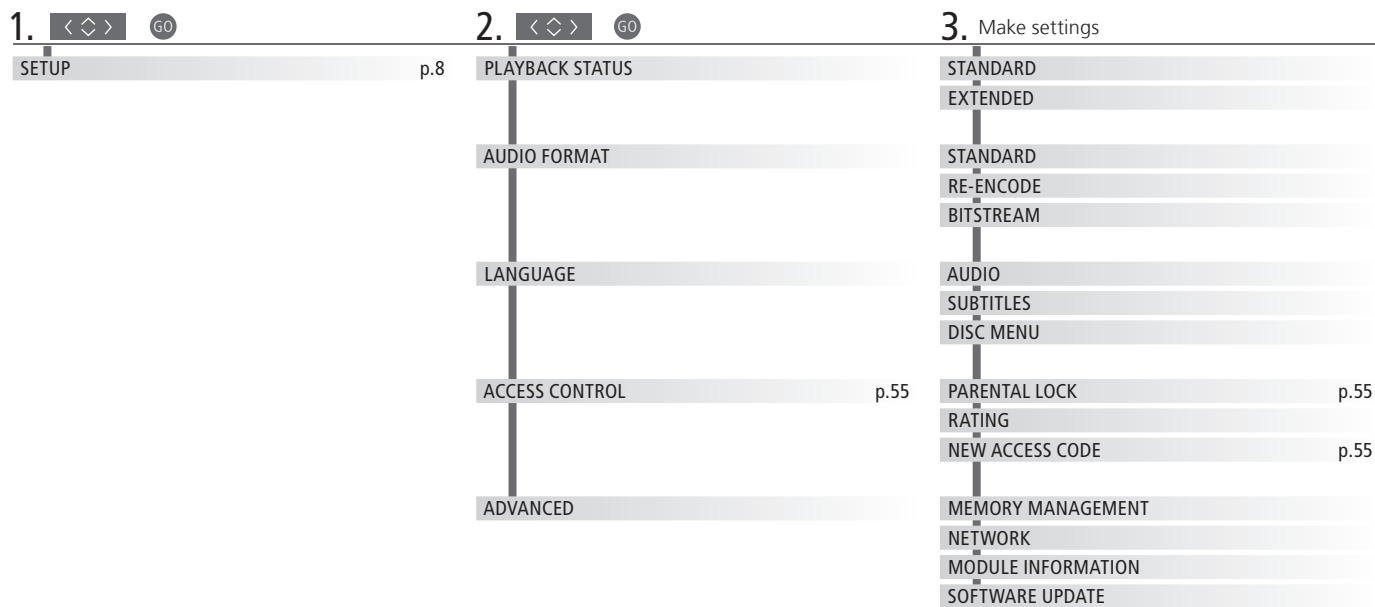 1. GO
2. GO
3. Make settings
SETUP p.8
PLAYBACK STATUS
STANDARD
EXTENDED
AUDIO FORMAT
STANDARD
RE-ENCODE
BITSTREAM
LANGUAGE
AUDIO
SUBTITLES
DISC MENU
ACCESS CONTROL p.55
PARENTAL LOCK p.55
RATING
NEW ACCESS CODE p.55
ADVANCED
MEMORY MANAGEMENT
NETWORK
MODULE INFORMATION
SOFTWARE UPDATE